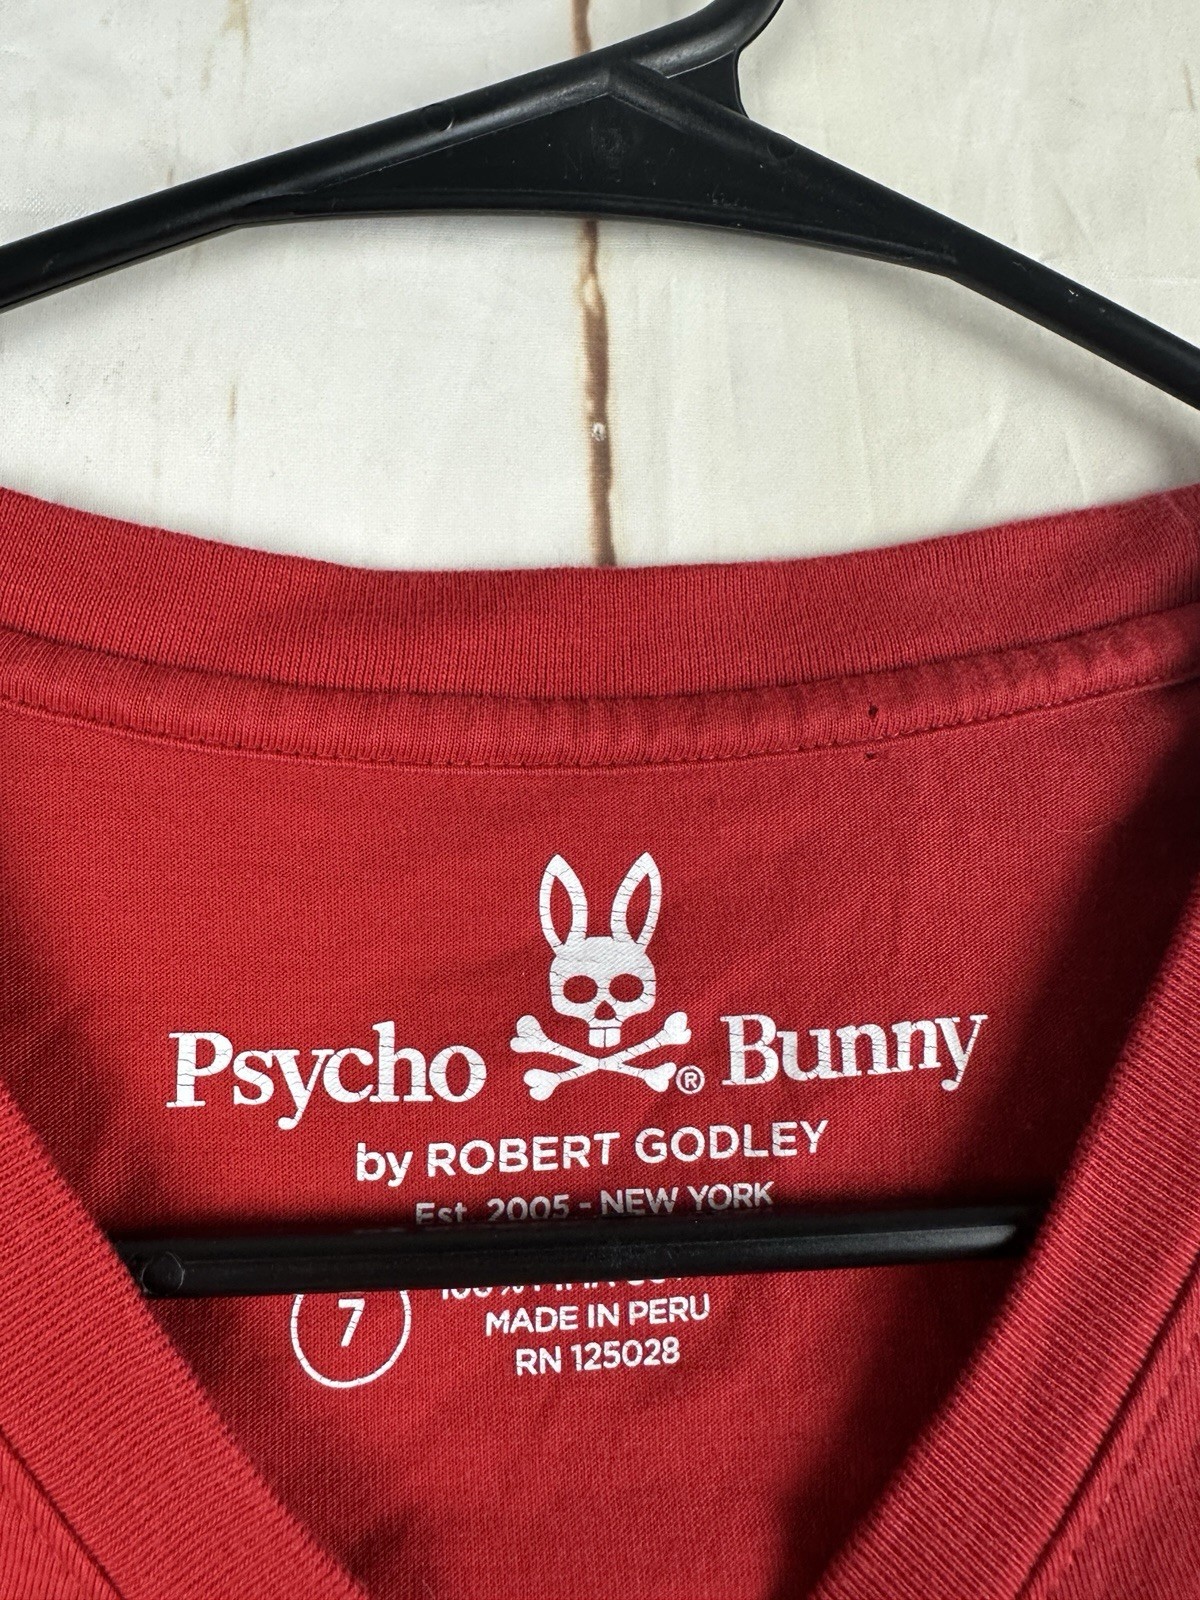 Psycho ® Bunny
by ROBERT GODLEY
Est. 2005 - NEW YORK
7
MADE IN PERU
RN 125028